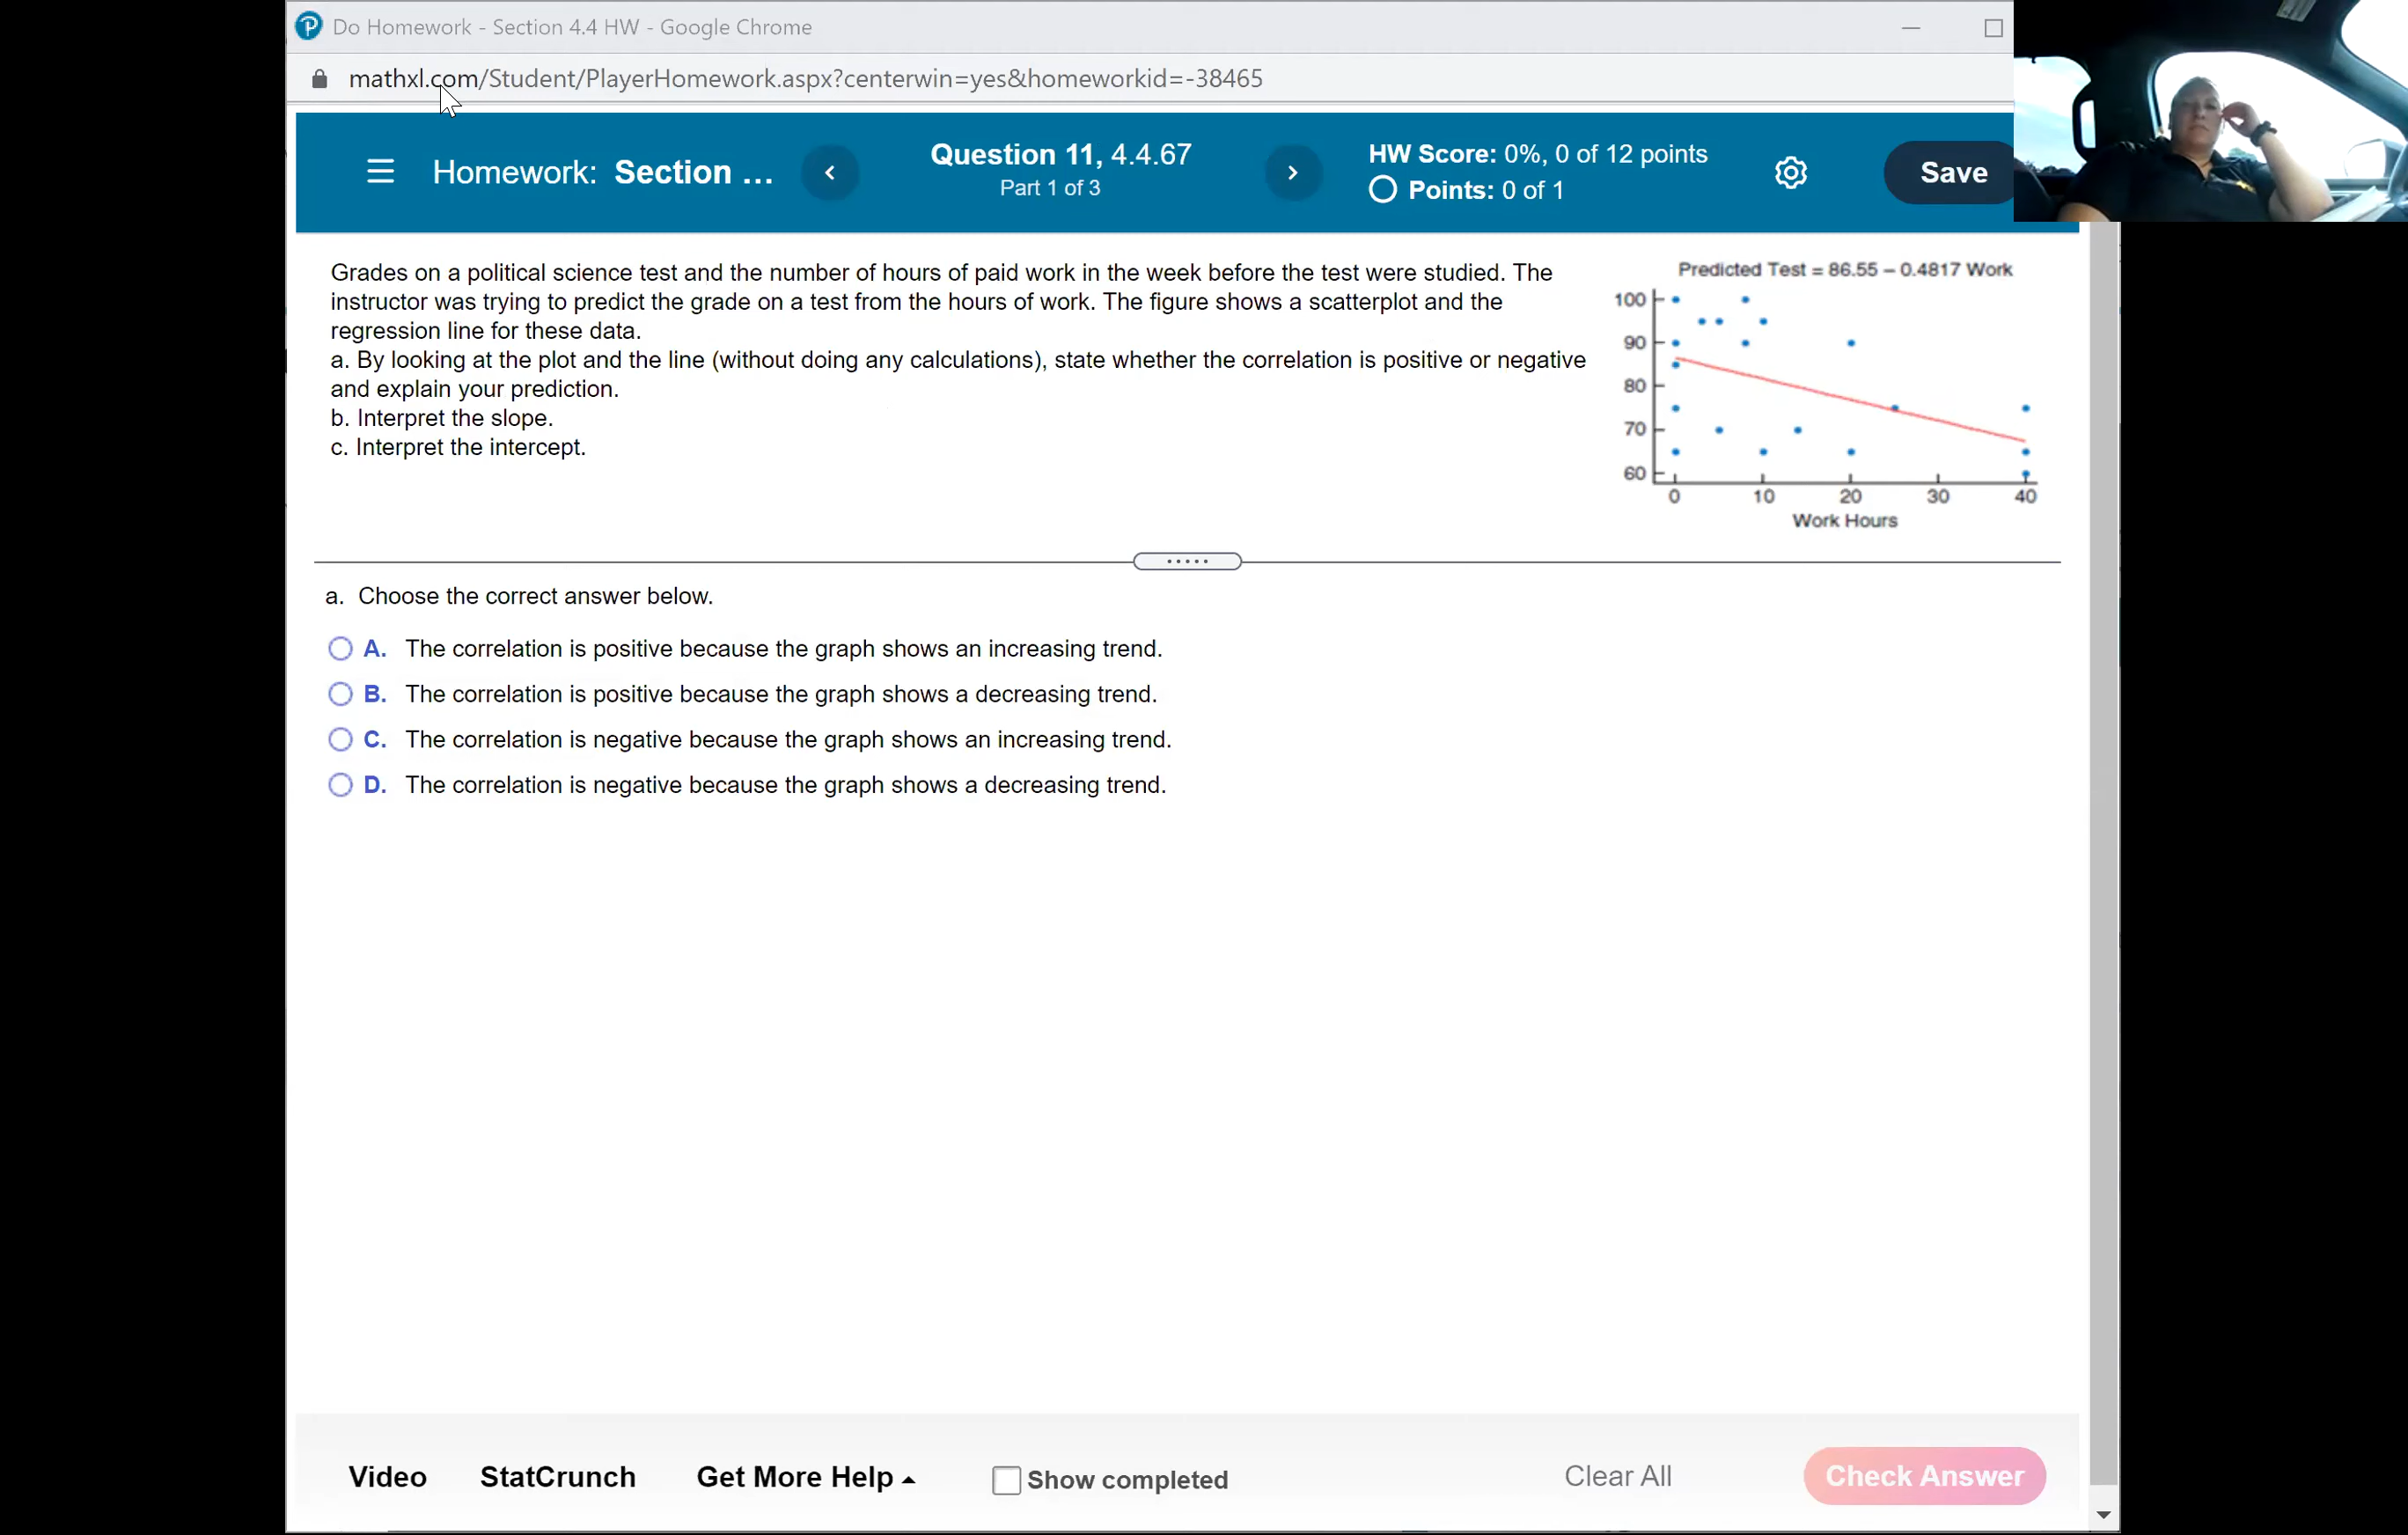 Do Homework - Section 4.4 HW - Google Chrome
mathxl.com/Student/PlayerHomework.aspx?centerwin=yes&homeworkid=-38465
Homework: Section ...
Question 11, 4.4.67
Part 1 of 3
HW Score: 0%, 0 of 12 points
Points: 0 of 1
Save
Grades on a political science test and the number of hours of paid work in the week before the test were studied. The
instructor was trying to predict the grade on a test from the hours of work. The figure shows a scatterplot and the
regression line for these data.
a. By looking at the plot and the line (without doing any calculations), state whether the correlation is positive or negative
and explain your prediction.
b. Interpret the slope.
c. Interpret the intercept.
Predicted Test = 86.55 – 0.4817 Work
100
90
80
70
60
0 10 20 30 40
Work Hours
a. Choose the correct answer below.
A. The correlation is positive because the graph shows an increasing trend.
B. The correlation is positive because the graph shows a decreasing trend.
C. The correlation is negative because the graph shows an increasing trend.
D. The correlation is negative because the graph shows a decreasing trend.
Video StatCrunch Get More Help Show completed Clear All Check Answer